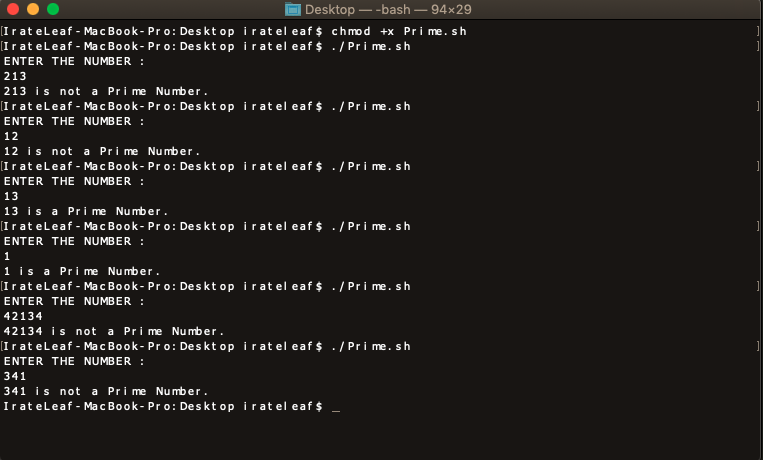 Desktop — -bash — 94×29
[IrateLeaf-MacBook-Pro:Desktop irateleaf$ chmod +x Prime.sh ]
[IrateLeaf-MacBook-Pro:Desktop irateleaf$ ./Prime.sh ]
ENTER THE NUMBER :
213
213 is not a Prime Number.
[IrateLeaf-MacBook-Pro:Desktop irateleaf$ ./Prime.sh ]
ENTER THE NUMBER :
12
12 is not a Prime Number.
[IrateLeaf-MacBook-Pro:Desktop irateleaf$ ./Prime.sh ]
ENTER THE NUMBER :
13
13 is a Prime Number.
[IrateLeaf-MacBook-Pro:Desktop irateleaf$ ./Prime.sh ]
ENTER THE NUMBER :
1
1 is a Prime Number.
[IrateLeaf-MacBook-Pro:Desktop irateleaf$ ./Prime.sh ]
ENTER THE NUMBER :
42134
42134 is not a Prime Number.
[IrateLeaf-MacBook-Pro:Desktop irateleaf$ ./Prime.sh ]
ENTER THE NUMBER :
341
341 is not a Prime Number.
IrateLeaf-MacBook-Pro:Desktop irateleaf$ _